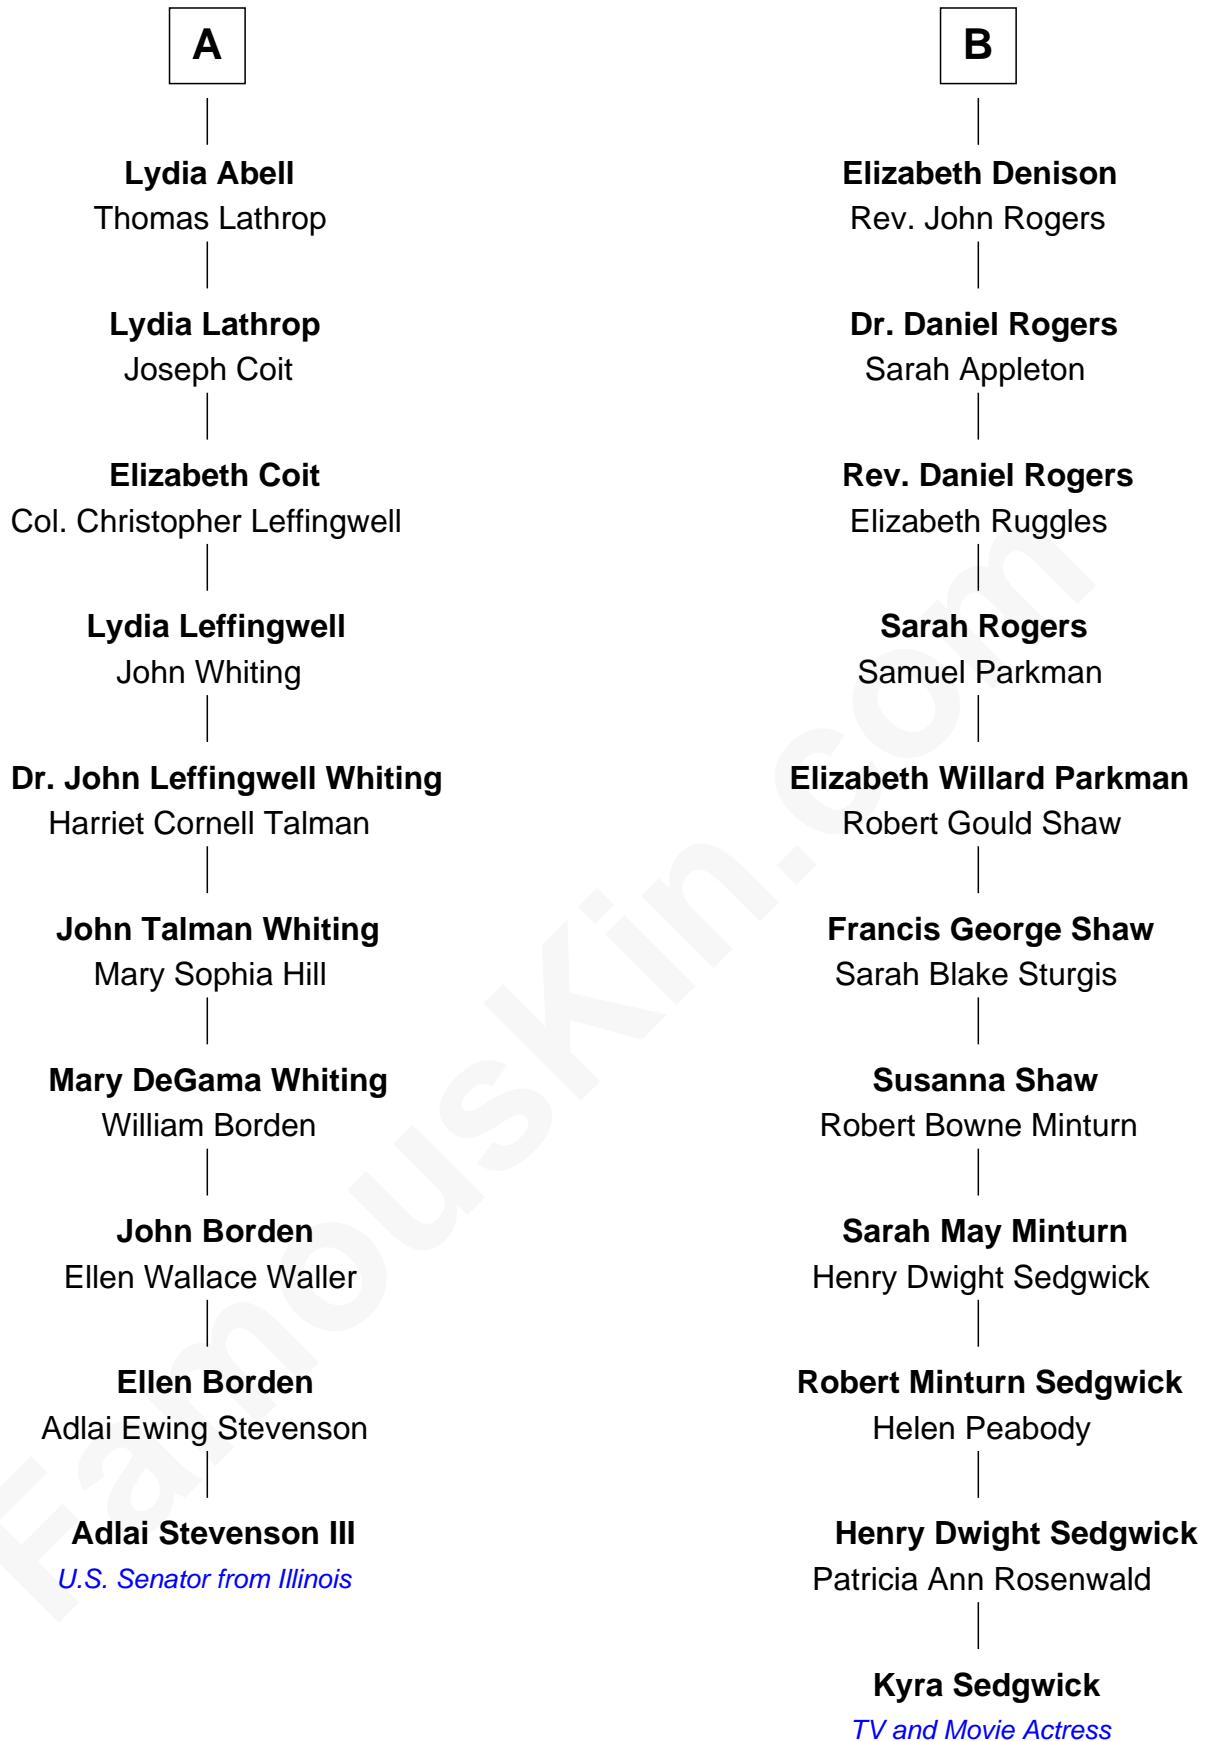 A
Lydia Abell
Thomas Lathrop
Lydia Lathrop
Joseph Coit
Elizabeth Coit
Col. Christopher Leffingwell
Lydia Leffingwell
John Whiting
Dr. John Leffingwell Whiting
Harriet Cornell Talman
John Talman Whiting
Mary Sophia Hill
Mary DeGama Whiting
William Borden
John Borden
Ellen Wallace Waller
Ellen Borden
Adlai Ewing Stevenson
Adlai Stevenson III
U.S. Senator from Illinois
B
Elizabeth Denison
Rev. John Rogers
Dr. Daniel Rogers
Sarah Appleton
Rev. Daniel Rogers
Elizabeth Ruggles
Sarah Rogers
Samuel Parkman
Elizabeth Willard Parkman
Robert Gould Shaw
Francis George Shaw
Sarah Blake Sturgis
Susanna Shaw
Robert Bowne Minturn
Sarah May Minturn
Henry Dwight Sedgwick
Robert Minturn Sedgwick
Helen Peabody
Henry Dwight Sedgwick
Patricia Ann Rosenwald
Kyra Sedgwick
TV and Movie Actress
FamousKin.com